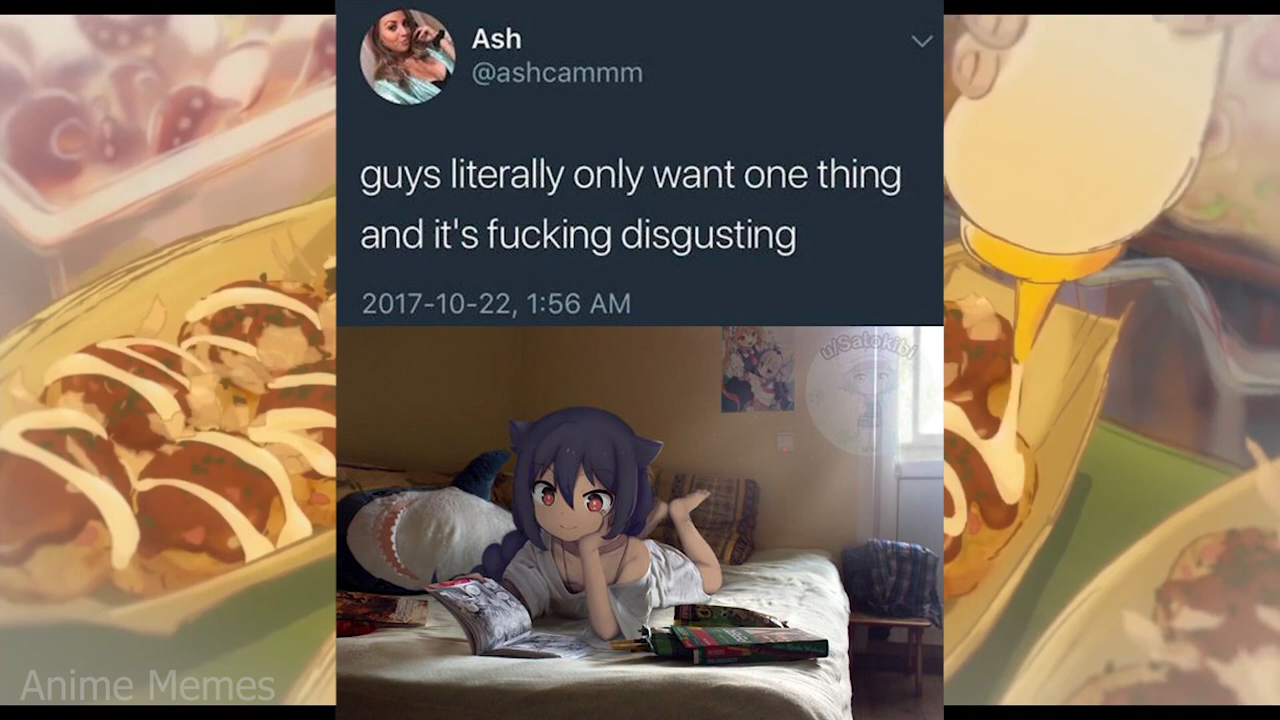 Ash
@ashcammm
guys literally only want one thing
and it's fucking disgusting
2017-10-22, 1:56 AM
u/Satokibi
Anime Memes